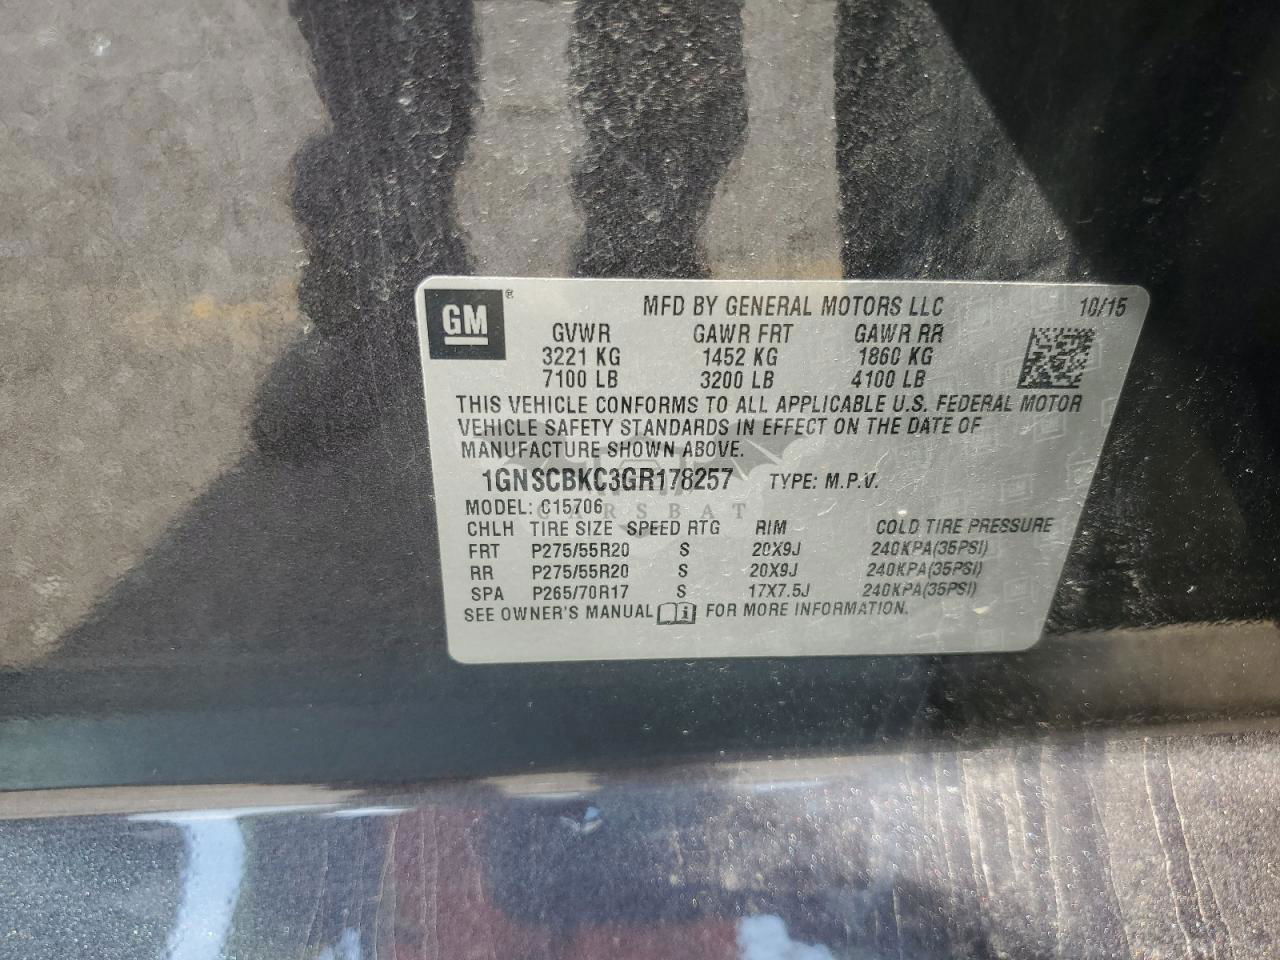 GM® MFD BY GENERAL MOTORS LLC 10/15
GVWR GAWR FRT GAWR RR
3221 KG 1452 KG 1860 KG
7100 LB 3200 LB 4100 LB
THIS VEHICLE CONFORMS TO ALL APPLICABLE U.S. FEDERAL MOTOR
VEHICLE SAFETY STANDARDS IN EFFECT ON THE DATE OF
MANUFACTURE SHOWN ABOVE.
1GNSCBKC3GR178257 TYPE: M.P.V.
MODEL: C15706
CARSBAT
CHLH TIRE SIZE SPEED RTG RIM COLD TIRE PRESSURE
FRT P275/55R20 S 20X9J 240KPA(35PSI)
RR P275/55R20 S 20X9J 240KPA(35PSI)
SPA P265/70R17 S 17X7.5J 240KPA(35PSI)
SEE OWNER'S MANUAL i FOR MORE INFORMATION.